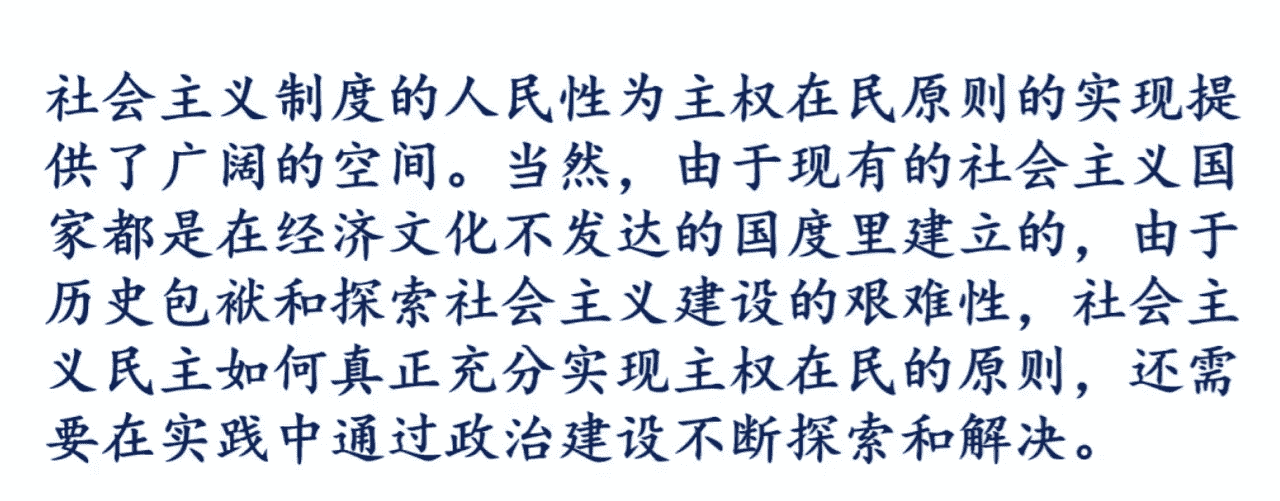 社会主义制度的人民性为主权在民原则的实现提
供了广阔的空间。当然，由于现有的社会主义国
家都是在经济文化不发达的国度里建立的，由于
历史包袱和探索社会主义建设的艰难性，社会主
义民主如何真正充分实现主权在民的原则，还需
要在实践中通过政治建设不断探索和解决。